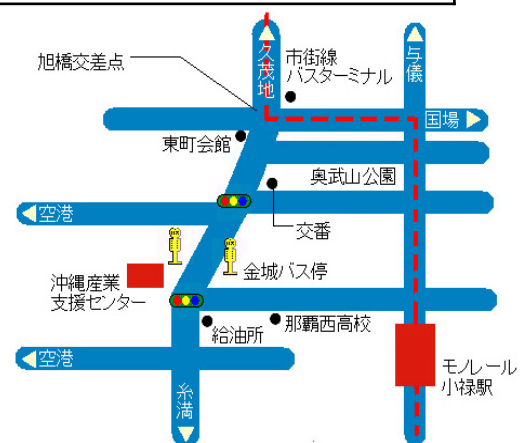 久茂地
与儀
旭橋交差点
市街線
バスターミナル
国場
東町会館
奥武山公園
空港
交番
金城バス停
沖縄産業
支援センター
給油所
那覇西高校
空港
モノレール
小禄駅
糸満